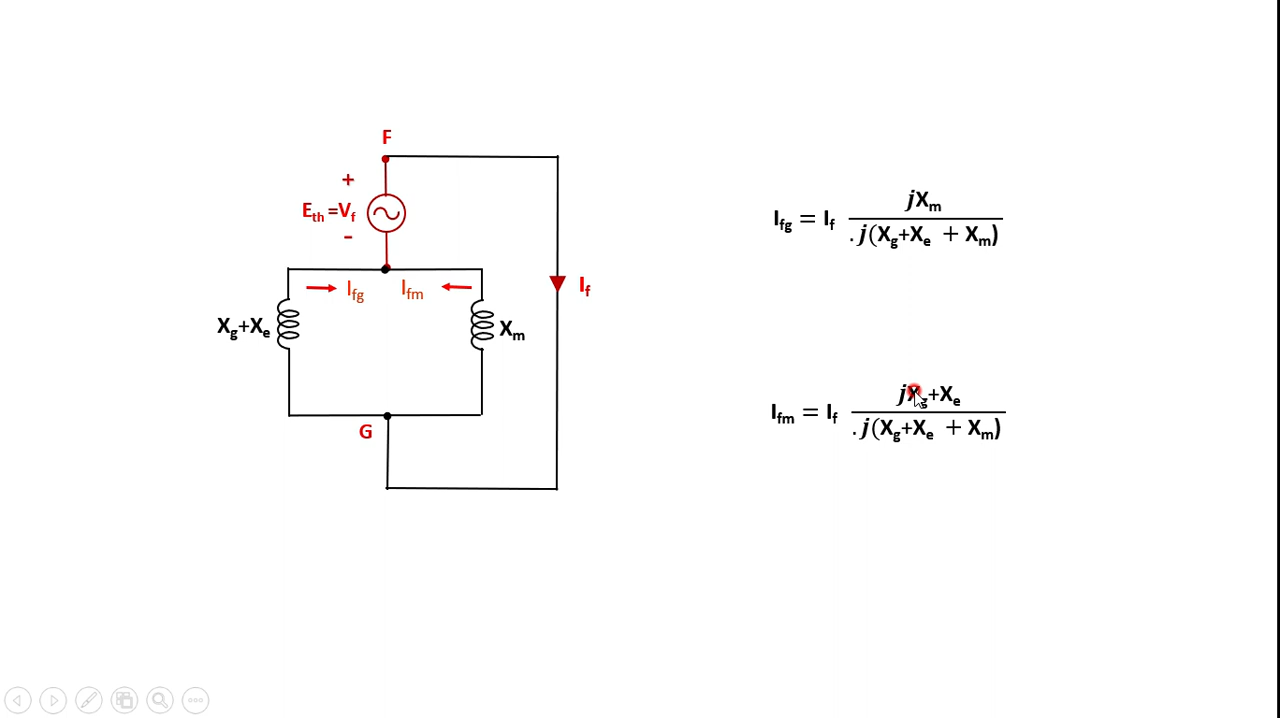 F
+
Eth =Vf
-
Ifg Ifm
If
Xg+Xe
Xm
G
Ifg = If jXm
.j(Xg+Xe + Xm)
Ifm = If jXg+Xe
.j(Xg+Xe + Xm)